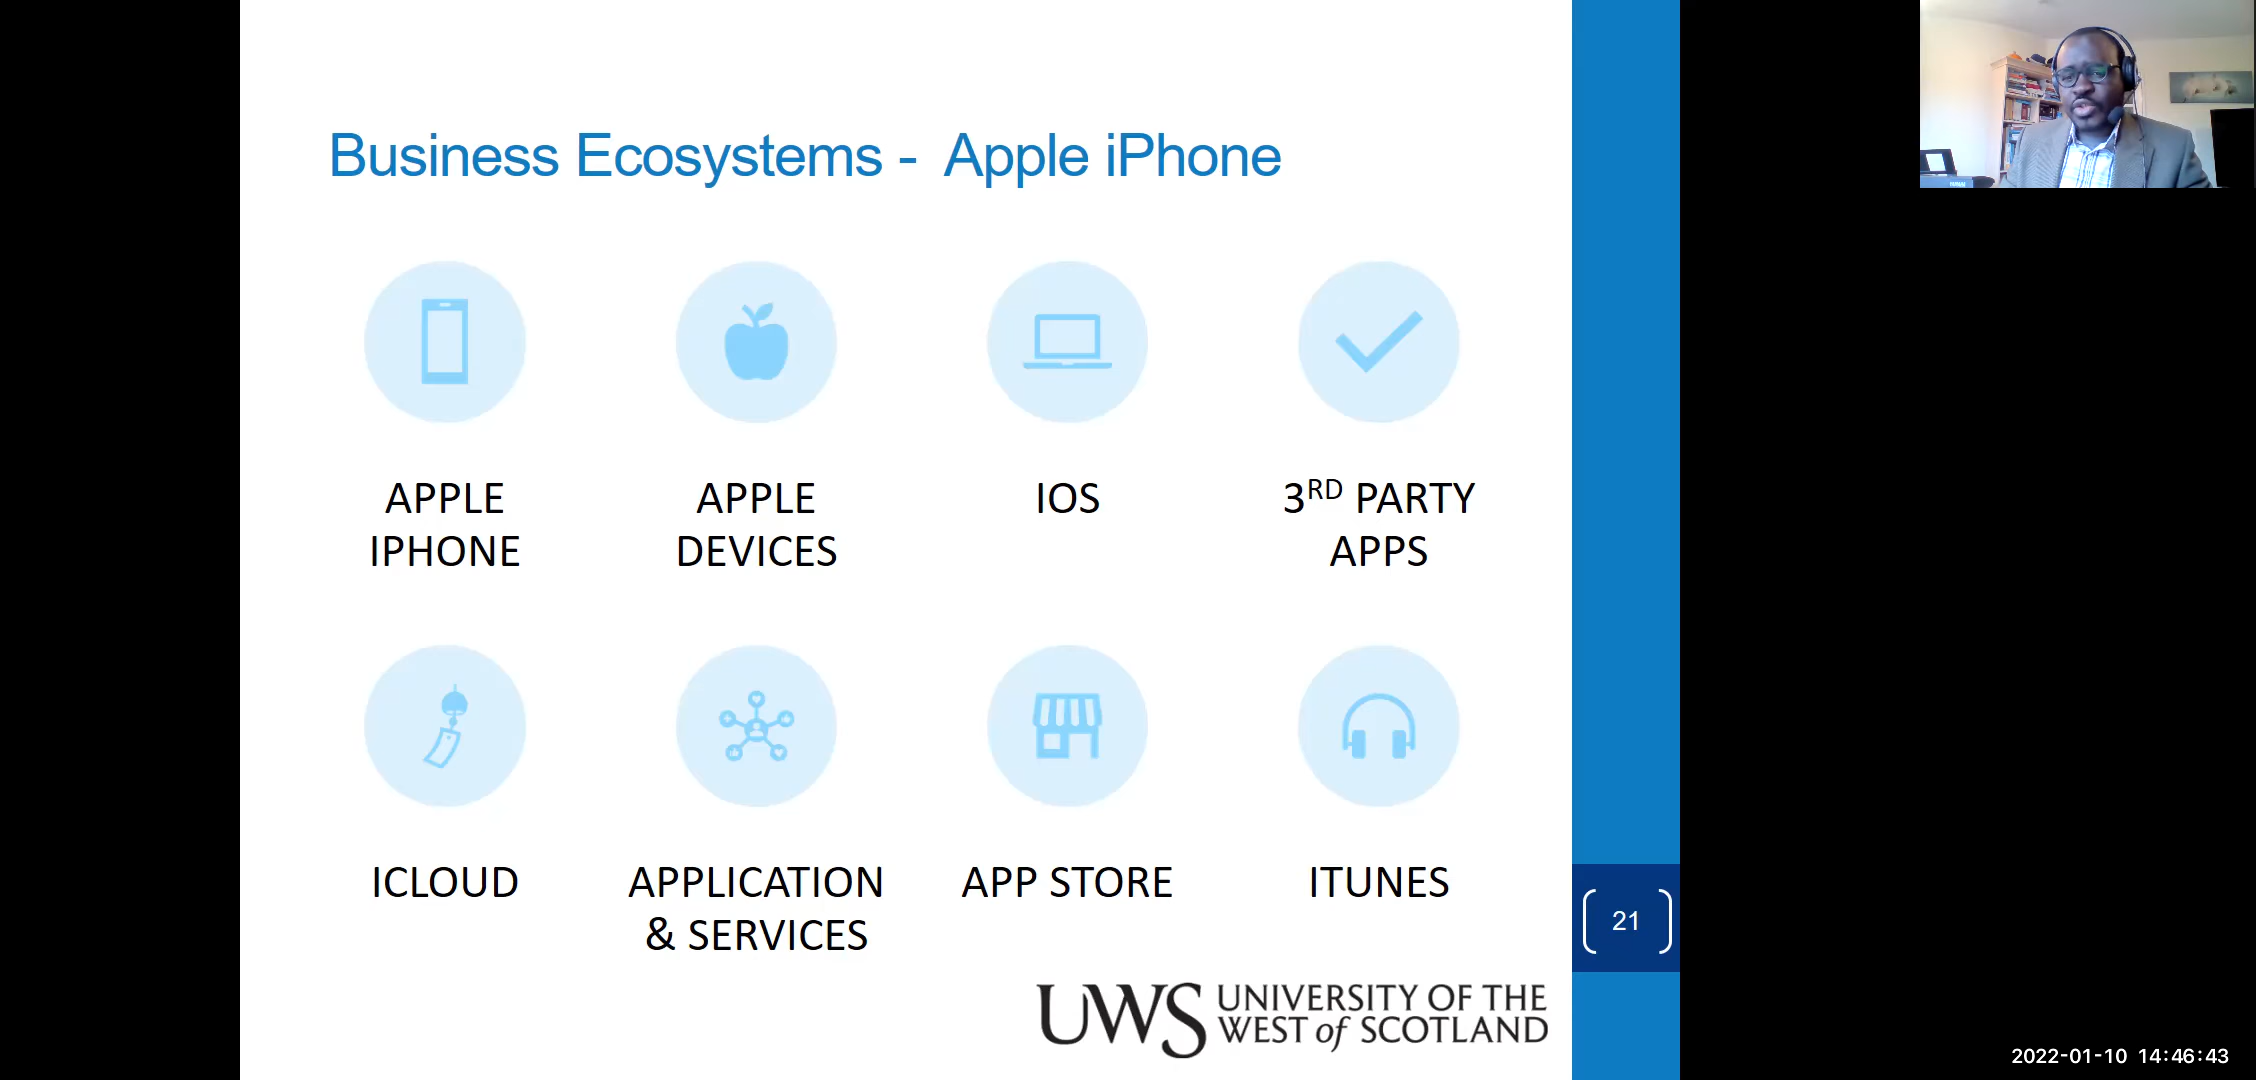 Business Ecosystems - Apple iPhone
APPLE
IPHONE
APPLE
DEVICES
IOS
3RD PARTY
APPS
ICLOUD
APPLICATION
& SERVICES
APP STORE
ITUNES
21
UWS UNIVERSITY OF THE
WEST of SCOTLAND
2022-01-10 14:46:43